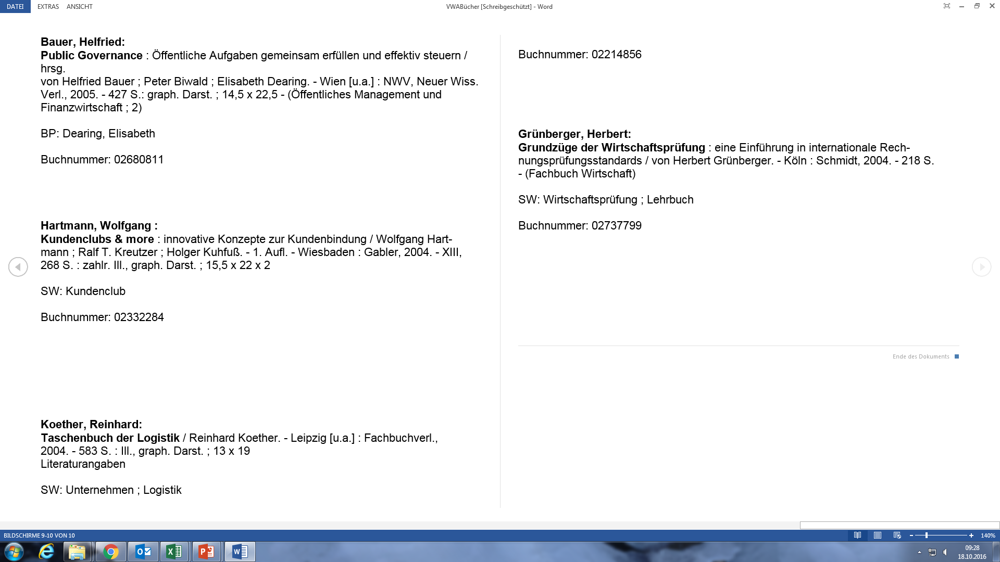 DATEI EXTRAS ANSICHT
VWABücher [Schreibgeschützt] - Word
Bauer, Helfried:
Public Governance : Öffentliche Aufgaben gemeinsam erfüllen und effektiv steuern /
hrsg.
von Helfried Bauer ; Peter Biwald ; Elisabeth Dearing. - Wien [u.a.] : NWV, Neuer Wiss.
Verl., 2005. - 427 S.: graph. Darst. ; 14,5 x 22,5 - (Öffentliches Management und
Finanzwirtschaft ; 2)
BP: Dearing, Elisabeth
Buchnummer: 02680811
Hartmann, Wolfgang :
Kundenclubs & more : innovative Konzepte zur Kundenbindung / Wolfgang Hart-
mann ; Ralf T. Kreutzer ; Holger Kuhfuß. - 1. Aufl. - Wiesbaden : Gabler, 2004. - XIII,
268 S. : zahlr. Ill., graph. Darst. ; 15,5 x 22 x 2
SW: Kundenclub
Buchnummer: 02332284
Koether, Reinhard:
Taschenbuch der Logistik / Reinhard Koether. - Leipzig [u.a.] : Fachbuchverl.,
2004. - 583 S. : Ill., graph. Darst. ; 13 x 19
Literaturangaben
SW: Unternehmen ; Logistik
Buchnummer: 02214856
Grünberger, Herbert:
Grundzüge der Wirtschaftsprüfung : eine Einführung in internationale Rech-
nungsprüfungsstandards / von Herbert Grünberger. - Köln : Schmidt, 2004. - 218 S.
- (Fachbuch Wirtschaft)
SW: Wirtschaftsprüfung ; Lehrbuch
Buchnummer: 02737799
Ende des Dokuments
BILDSCHIRME 9-10 VON 10
140%
09:28
18.10.2016